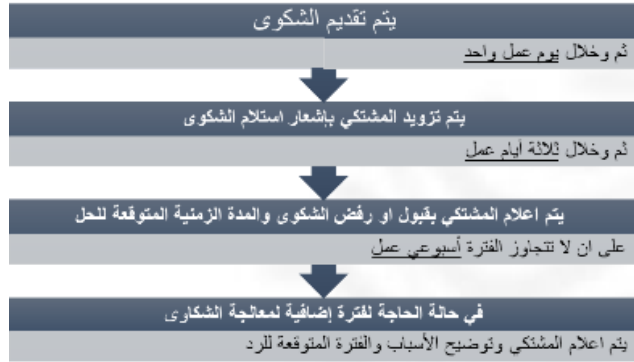 يتم تقديم الشكوى
ثم وخلال يوم عمل واحد
يتم تزويد المشتكي بإشعار استلام الشكوى
ثم وخلال ثلاثة أيام عمل
يتم اعلام المشتكي بقبول او رفض الشكوى والمدة الزمنية المتوقعة للحل
على ان لا تتجاوز الفترة أسبوعي عمل
في حالة الحاجة لفترة إضافية لمعالجة الشكاوى
يتم اعلام المشتكي وتوضيح الأسباب والفترة المتوقعة للرد